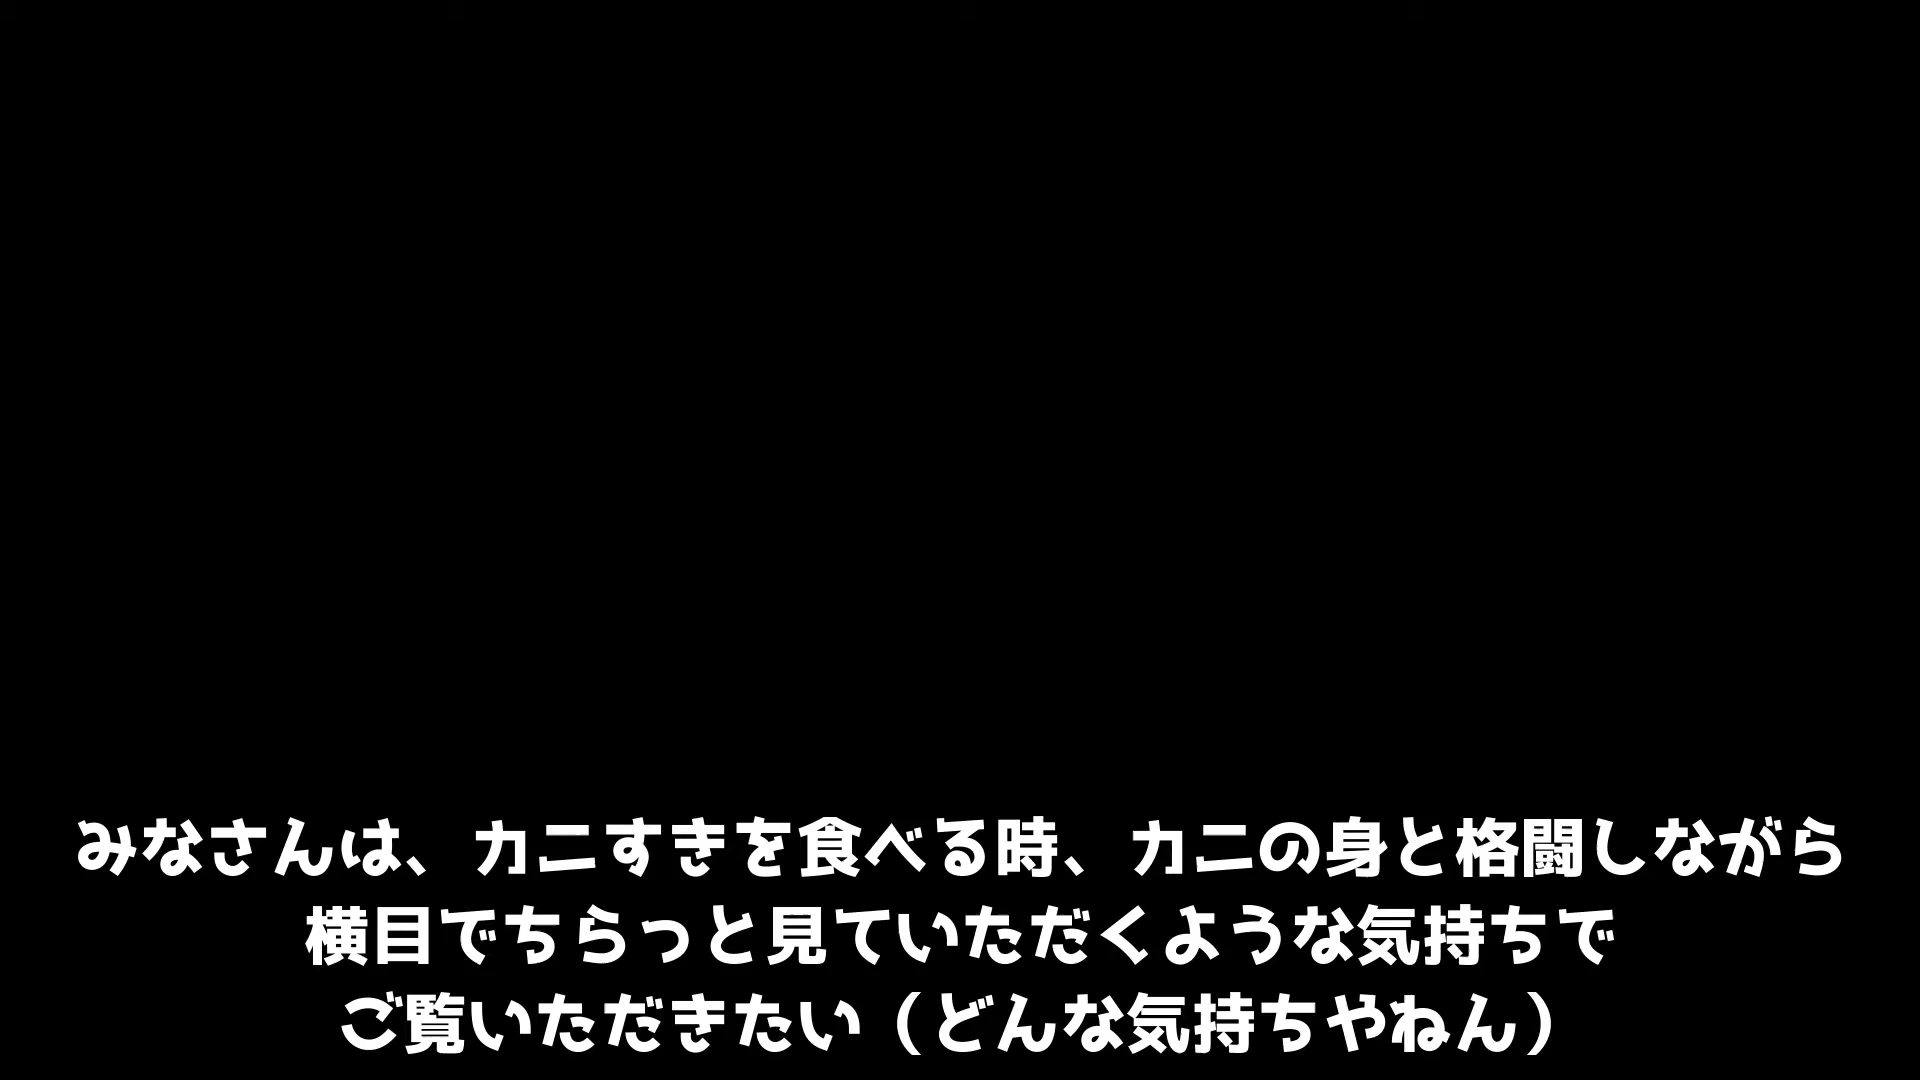 みなさんは、カニすきを食べる時、カニの身と格闘しながら
横目でちらっと見ていただくような気持ちで
ご覧いただきたい（どんな気持ちやねん）